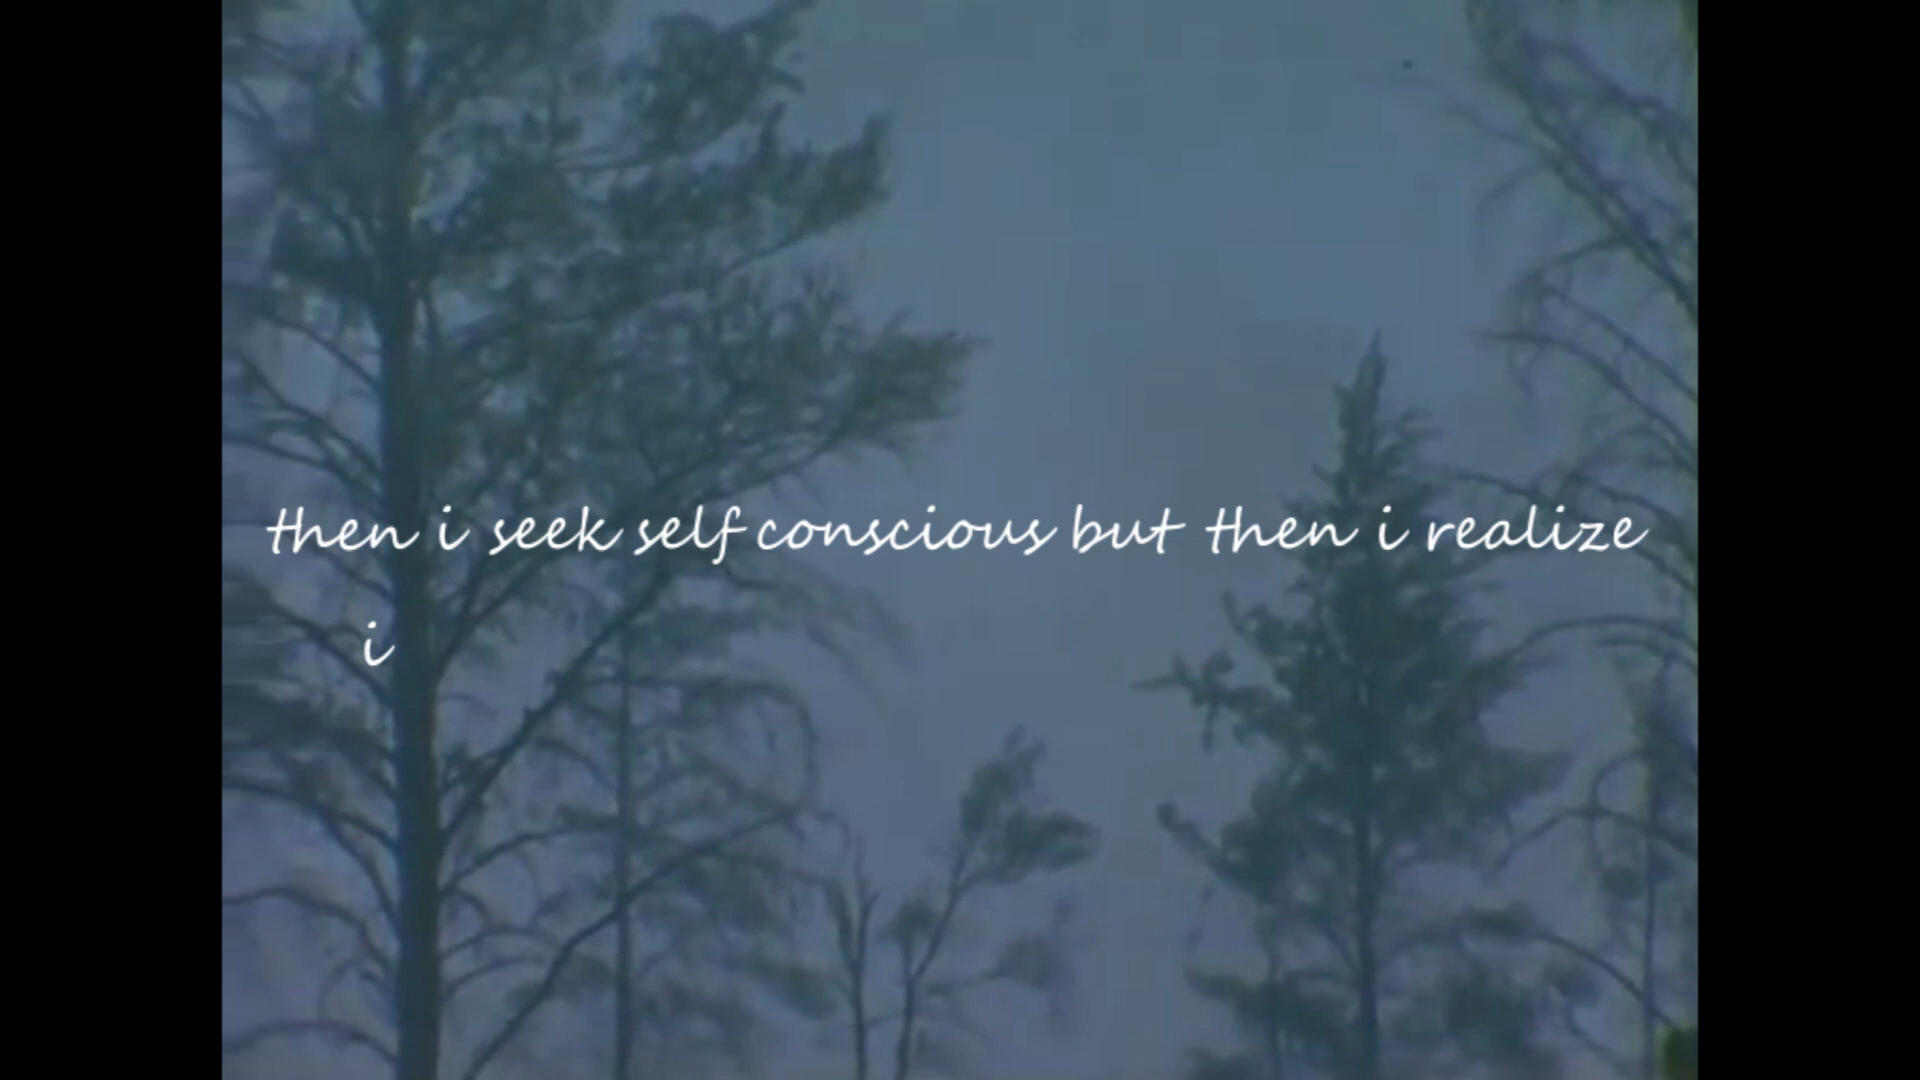 then i seek self conscious but then i realize
i